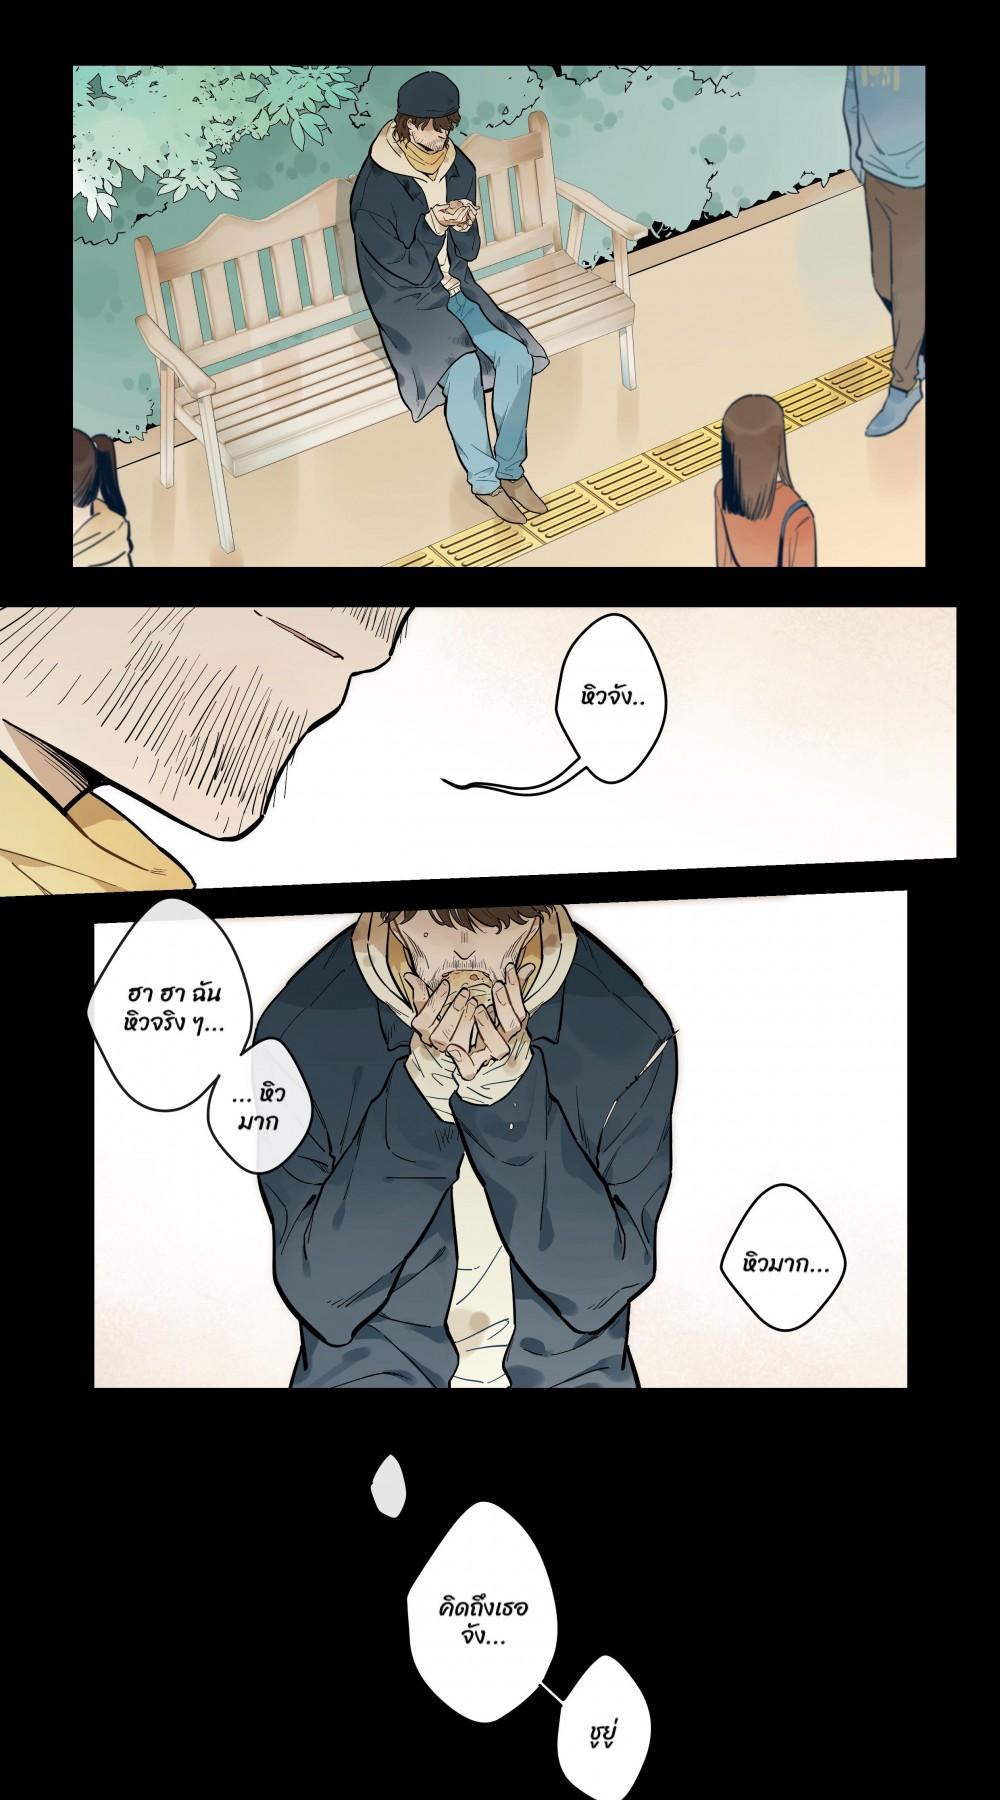 หิวจัง..
ฮา ฮา ฉัน
หิวจริง ๆ...
... หิว
มาก
หิวมาก...
คิดถึงเธอ
จัง...
ชูยู่